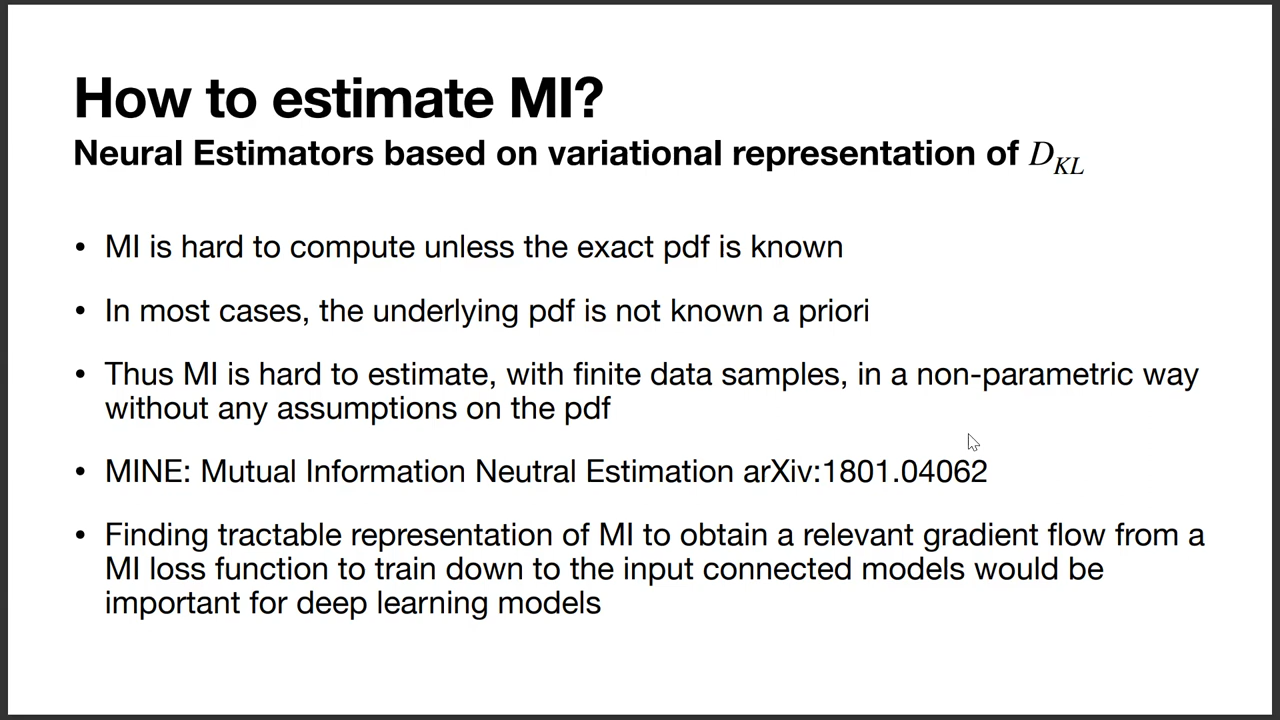 How to estimate MI?
Neural Estimators based on variational representation of D_KL
• MI is hard to compute unless the exact pdf is known
• In most cases, the underlying pdf is not known a priori
• Thus MI is hard to estimate, with finite data samples, in a non-parametric way
without any assumptions on the pdf
• MINE: Mutual Information Neutral Estimation arXiv:1801.04062
• Finding tractable representation of MI to obtain a relevant gradient flow from a
MI loss function to train down to the input connected models would be
important for deep learning models